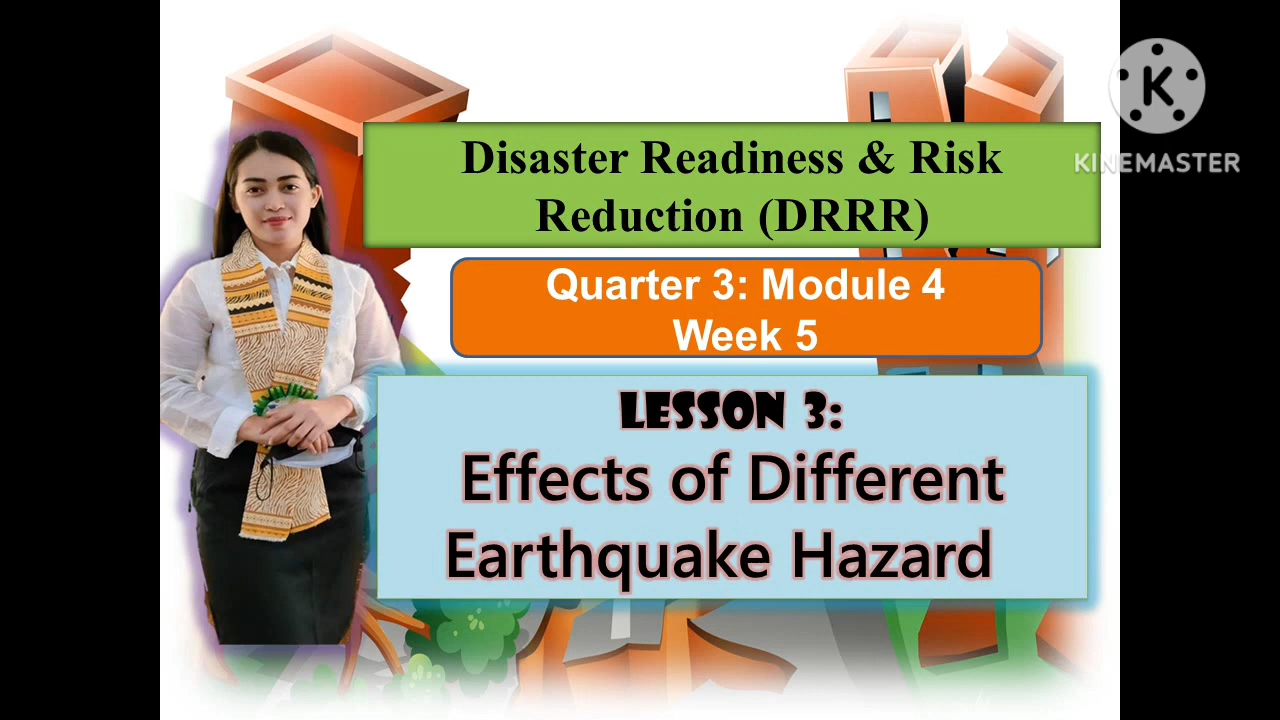 Disaster Readiness & Risk
Reduction (DRRR)
K
KINEMASTER
Quarter 3: Module 4
Week 5
LESSON 3:
Effects of Different
Earthquake Hazard